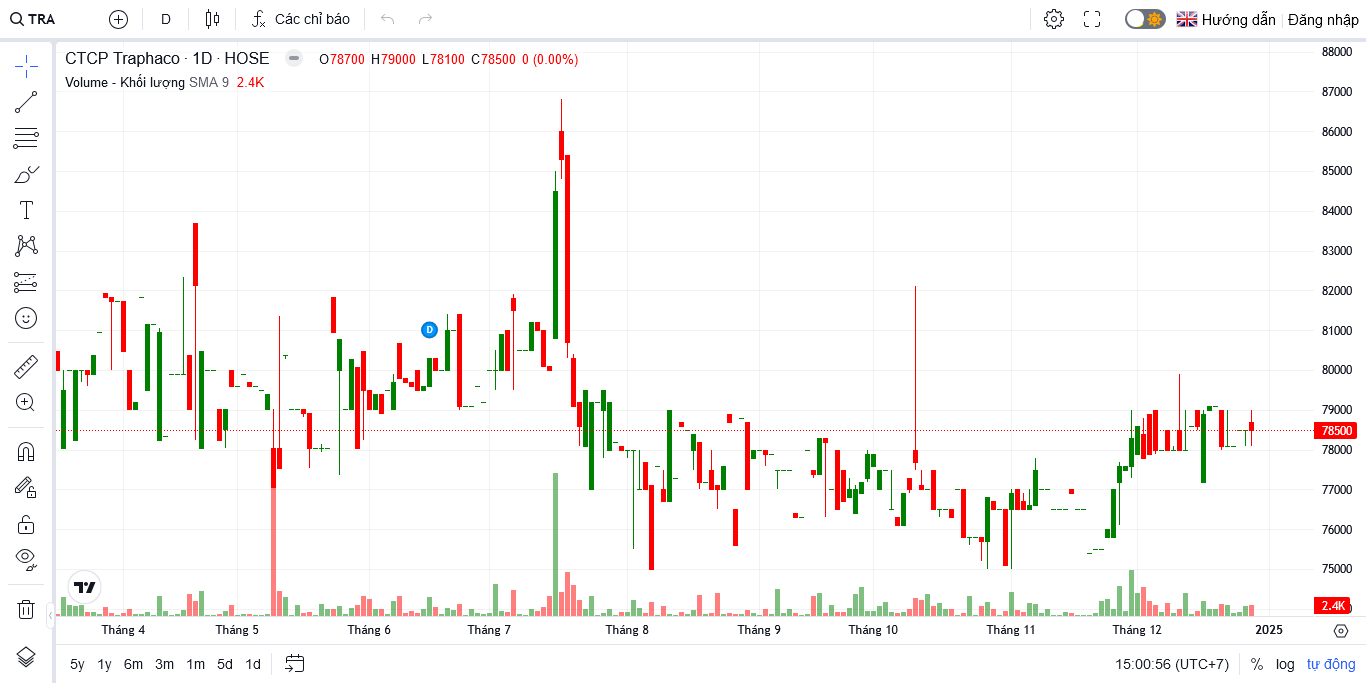 TRA D Các chỉ báo Hướng dẫn Đăng nhập
CTCP Traphaco · 1D · HOSE O78700 H79000 L78100 C78500 0 (0.00%)
Volume - Khối lượng SMA 9 2.4K
88000
87000
86000
85000
84000
83000
82000
81000
D
80000
79000
78500
78000
77000
76000
75000
2.4K
Tháng 4 Tháng 5 Tháng 6 Tháng 7 Tháng 8 Tháng 9 Tháng 10 Tháng 11 Tháng 12 2025
5y 1y 6m 3m 1m 5d 1d 15:00:56 (UTC+7) % log tự động